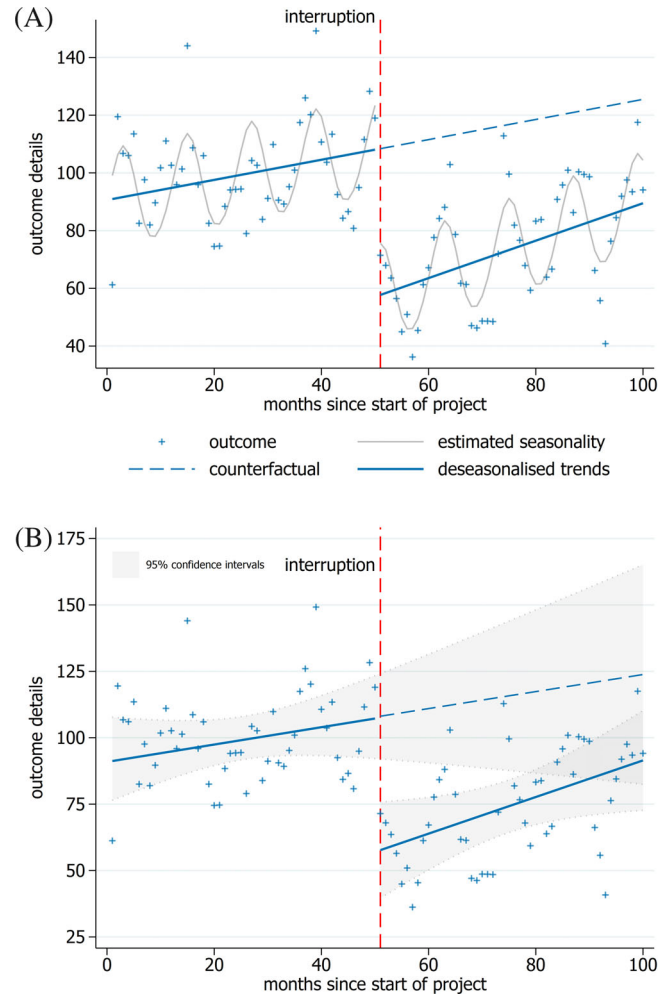 (A)
interruption
140
120
100
80
60
40
outcome details
0 20 40 60 80 100
months since start of project
outcome estimated seasonality
counterfactual deseasonalised trends
(B)
175
150
125
100
75
50
25
outcome details
95% confidence intervals
interruption
0 20 40 60 80 100
months since start of project